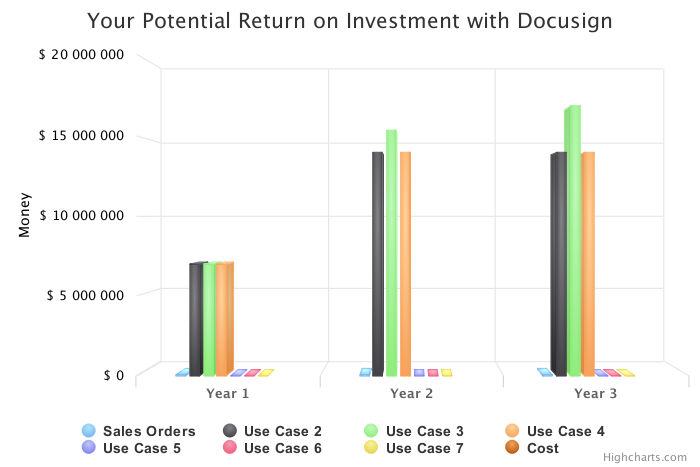 Your Potential Return on Investment with Docusign
$ 20 000 000
$ 15 000 000
$ 10 000 000
$ 5 000 000
$ 0
Money
Year 1 Year 2 Year 3
Sales Orders Use Case 2 Use Case 3 Use Case 4
Use Case 5 Use Case 6 Use Case 7 Cost
Highcharts.com